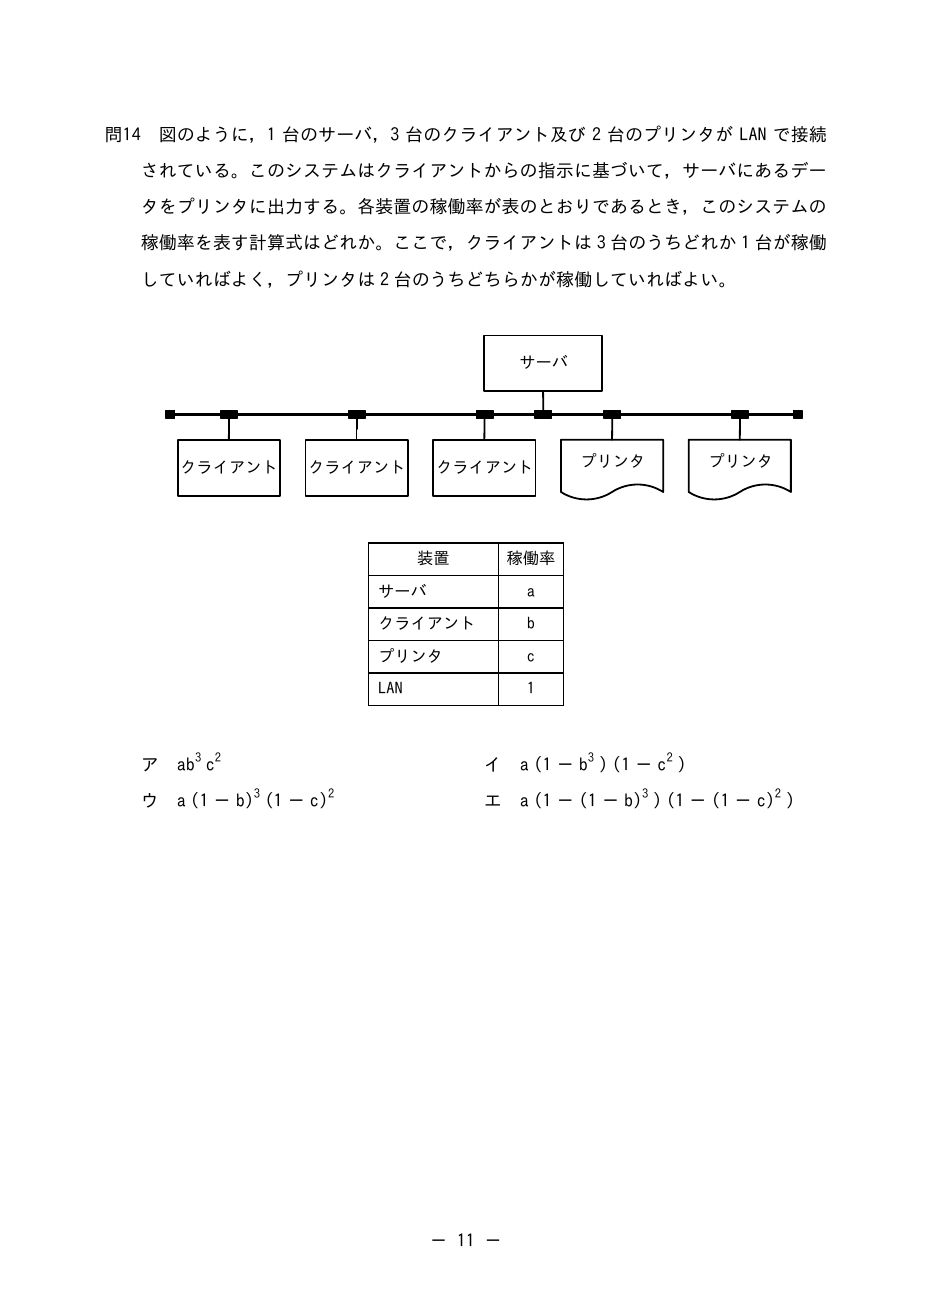 問14 図のように，1 台のサーバ，3 台のクライアント及び 2 台のプリンタが LAN で接続
されている。このシステムはクライアントからの指示に基づいて，サーバにあるデー
タをプリンタに出力する。各装置の稼働率が表のとおりであるとき，このシステムの
稼働率を表す計算式はどれか。ここで，クライアントは 3 台のうちどれか 1 台が稼働
していればよく，プリンタは 2 台のうちどちらかが稼働していればよい。
サーバ
クライアント クライアント クライアント プリンタ プリンタ
装置 稼働率
サーバ a
クライアント b
プリンタ c
LAN 1
ア ab³c² イ a (1 － b³) (1 － c²)
ウ a (1 － b)³ (1 － c)² エ a (1 － (1 － b)³) (1 － (1 － c)²)
－ 11 －